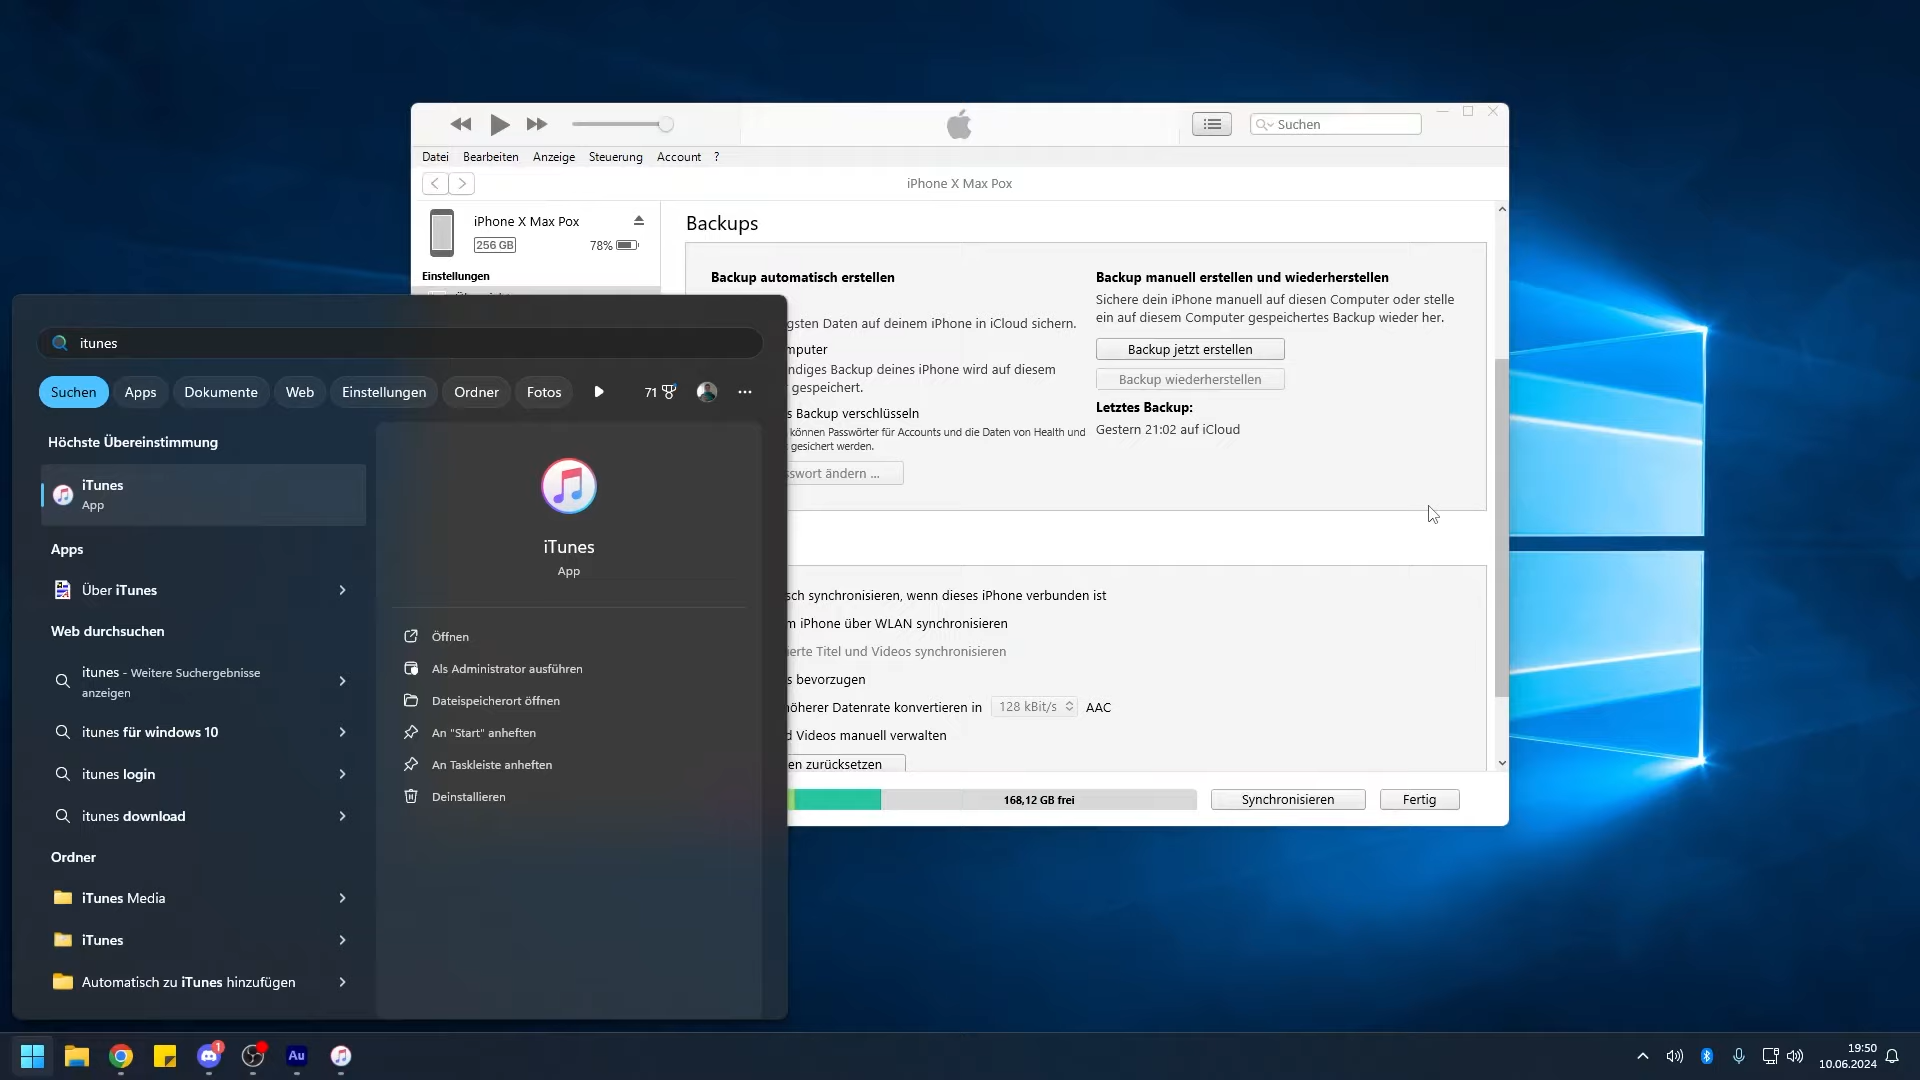 Suchen
Datei Bearbeiten Anzeige Steuerung Account ?
iPhone X Max Pox
iPhone X Max Pox
256 GB
78%
Einstellungen
Backups
Backup automatisch erstellen
gsten Daten auf deinem iPhone in iCloud sichern.
mputer
ndiges Backup deines iPhone wird auf diesem
gespeichert.
s Backup verschlüsseln
können Passwörter für Accounts und die Daten von Health und
gesichert werden.
swort ändern ...
Backup manuell erstellen und wiederherstellen
Sichere dein iPhone manuell auf diesen Computer oder stelle
ein auf diesem Computer gespeichertes Backup wieder her.
Backup jetzt erstellen
Backup wiederherstellen
Letztes Backup:
Gestern 21:02 auf iCloud
sch synchronisieren, wenn dieses iPhone verbunden ist
m iPhone über WLAN synchronisieren
ierte Titel und Videos synchronisieren
s bevorzugen
höherer Datenrate konvertieren in 128 kBit/s AAC
d Videos manuell verwalten
en zurücksetzen
168,12 GB frei
Synchronisieren
Fertig
itunes
Suchen Apps Dokumente Web Einstellungen Ordner Fotos 71
Höchste Übereinstimmung
iTunes
App
Apps
Über iTunes
Web durchsuchen
itunes - Weitere Suchergebnisse
anzeigen
itunes für windows 10
itunes login
itunes download
Ordner
iTunes Media
iTunes
Automatisch zu iTunes hinzufügen
iTunes
App
Öffnen
Als Administrator ausführen
Dateispeicherort öffnen
An "Start" anheften
An Taskleiste anheften
Deinstallieren
1
Au
19:50
10.06.2024